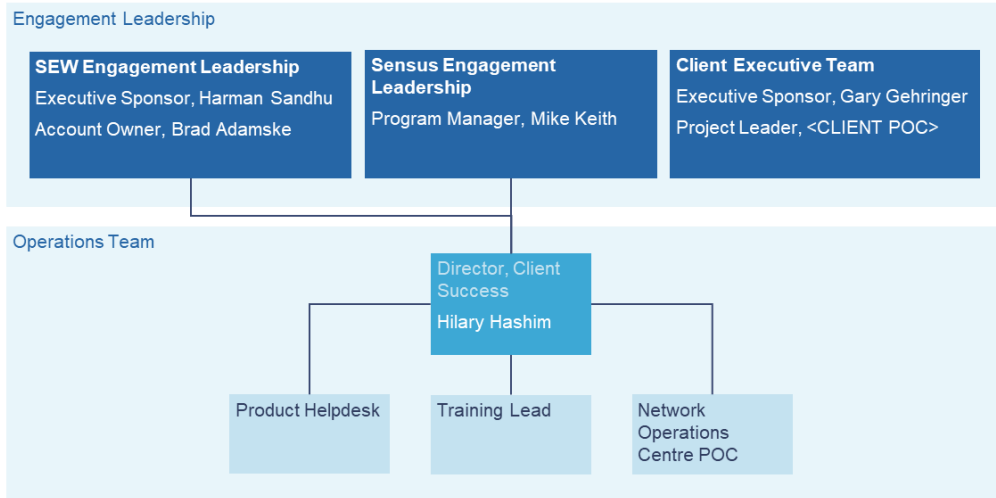 Engagement Leadership
SEW Engagement Leadership
Executive Sponsor, Harman Sandhu
Account Owner, Brad Adamske
Sensus Engagement
Leadership
Program Manager, Mike Keith
Client Executive Team
Executive Sponsor, Gary Gehringer
Project Leader, <CLIENT POC>
Operations Team
Director, Client
Success
Hilary Hashim
Product Helpdesk
Training Lead
Network
Operations
Centre POC